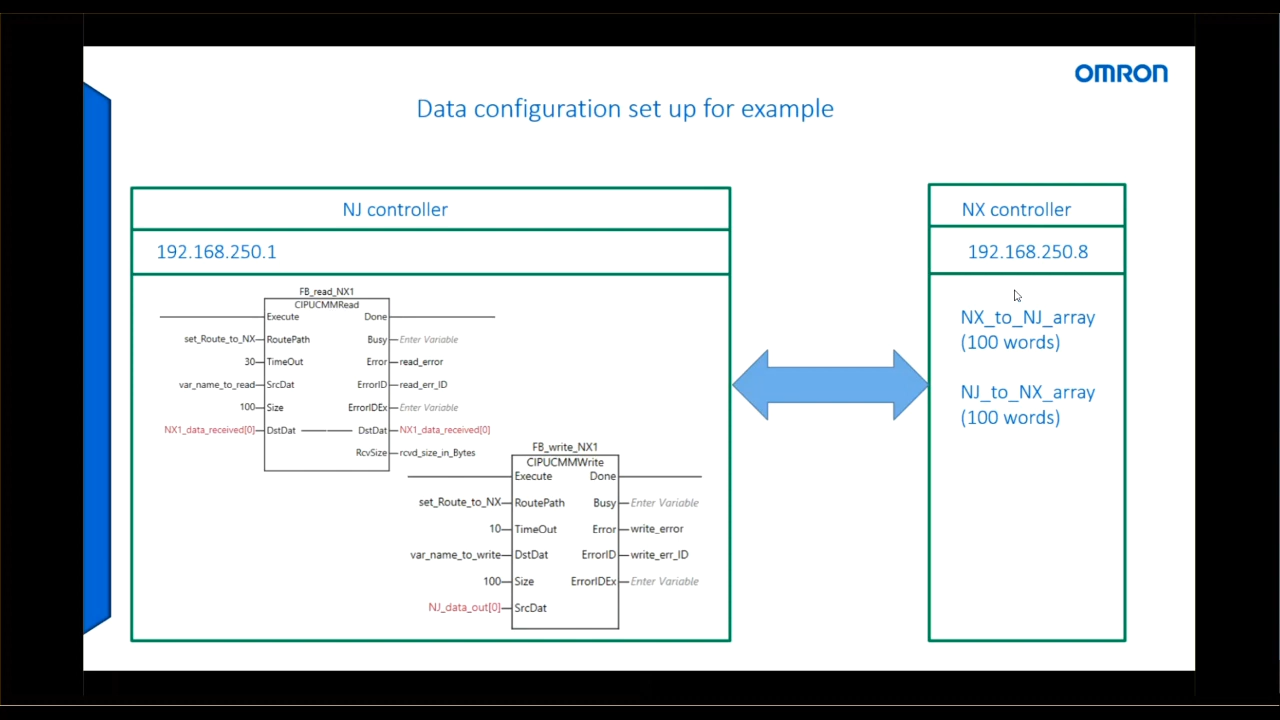 OMRON
Data configuration set up for example
NJ controller
192.168.250.1
FB_read_NX1
CIPUCMMRead
Execute Done
set_Route_to_NX RoutePath Busy Enter Variable
30 TimeOut Error read_error
var_name_to_read SrcDat ErrorID read_err_ID
100 Size ErrorIDEx Enter Variable
NX1_data_received[0] DstDat DstDat NX1_data_received[0]
RcvSize rcvd_size_in_Bytes
FB_write_NX1
CIPUCMMWrite
Execute Done
set_Route_to_NX RoutePath Busy Enter Variable
10 TimeOut Error write_error
var_name_to_write DstDat ErrorID write_err_ID
100 Size ErrorIDEx Enter Variable
NJ_data_out[0] SrcDat
NX controller
192.168.250.8
NX_to_NJ_array
(100 words)
NJ_to_NX_array
(100 words)